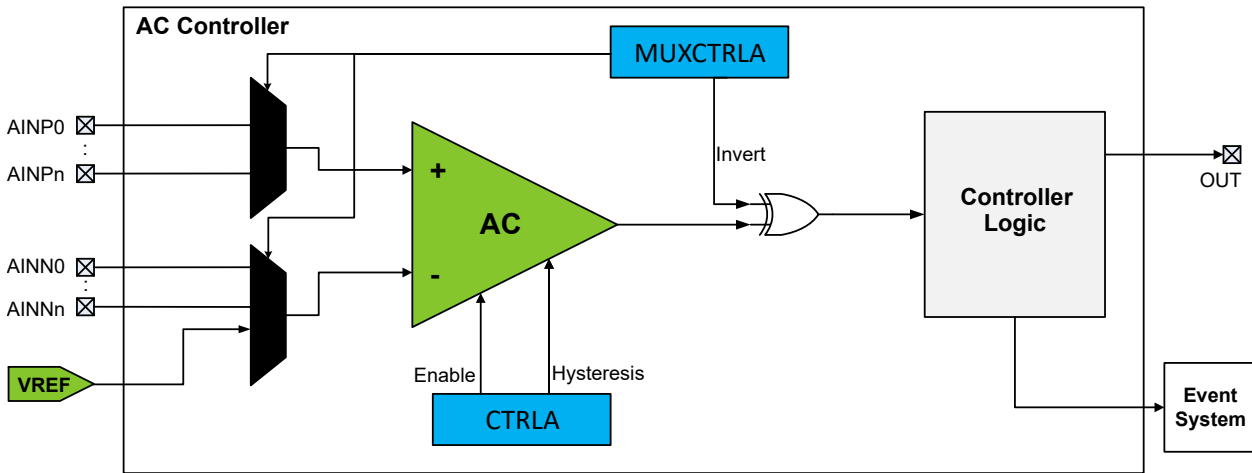 AC Controller
MUXCTRLA
AINP0
:
AINPn
Invert
+
AC
-
Controller
Logic
OUT
AINN0
:
AINNn
VREF
Enable
Hysteresis
CTRLA
Event
System